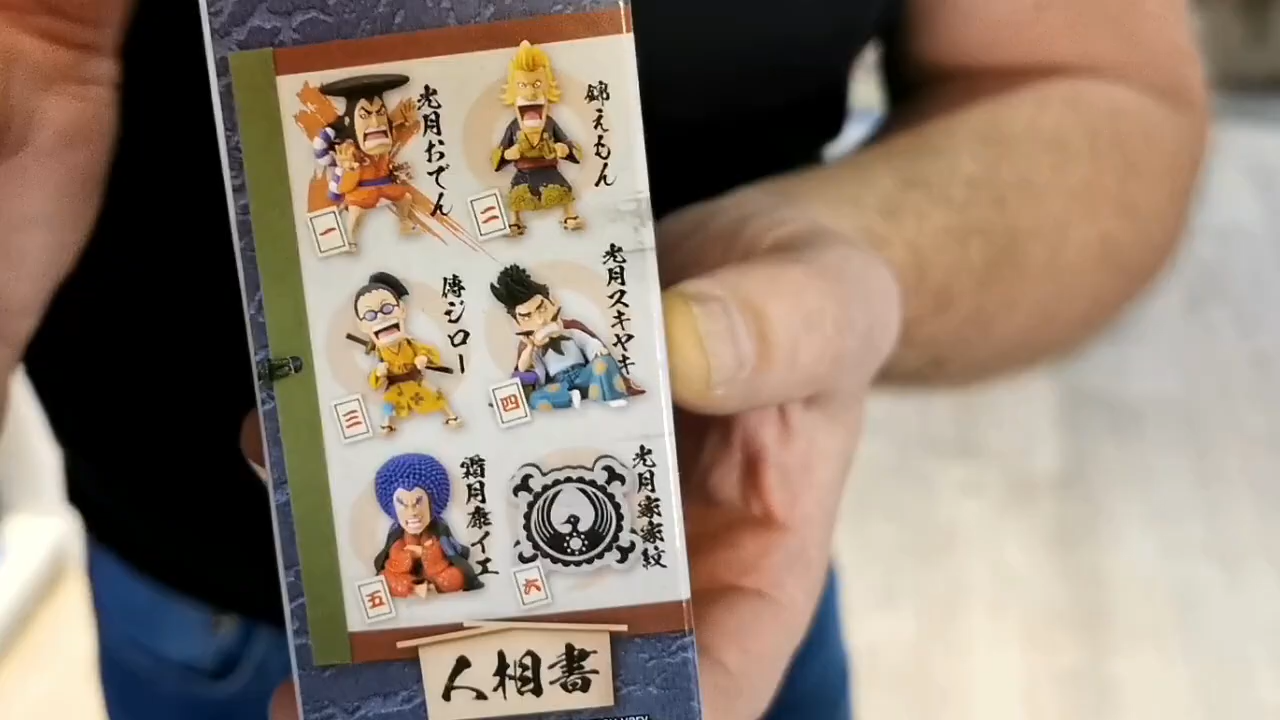 光月おでん
一
錦えもん
二
傳ジロー
三
光月スキヤキ
四
霜月康イエ
五
光月家家紋
六
人相書